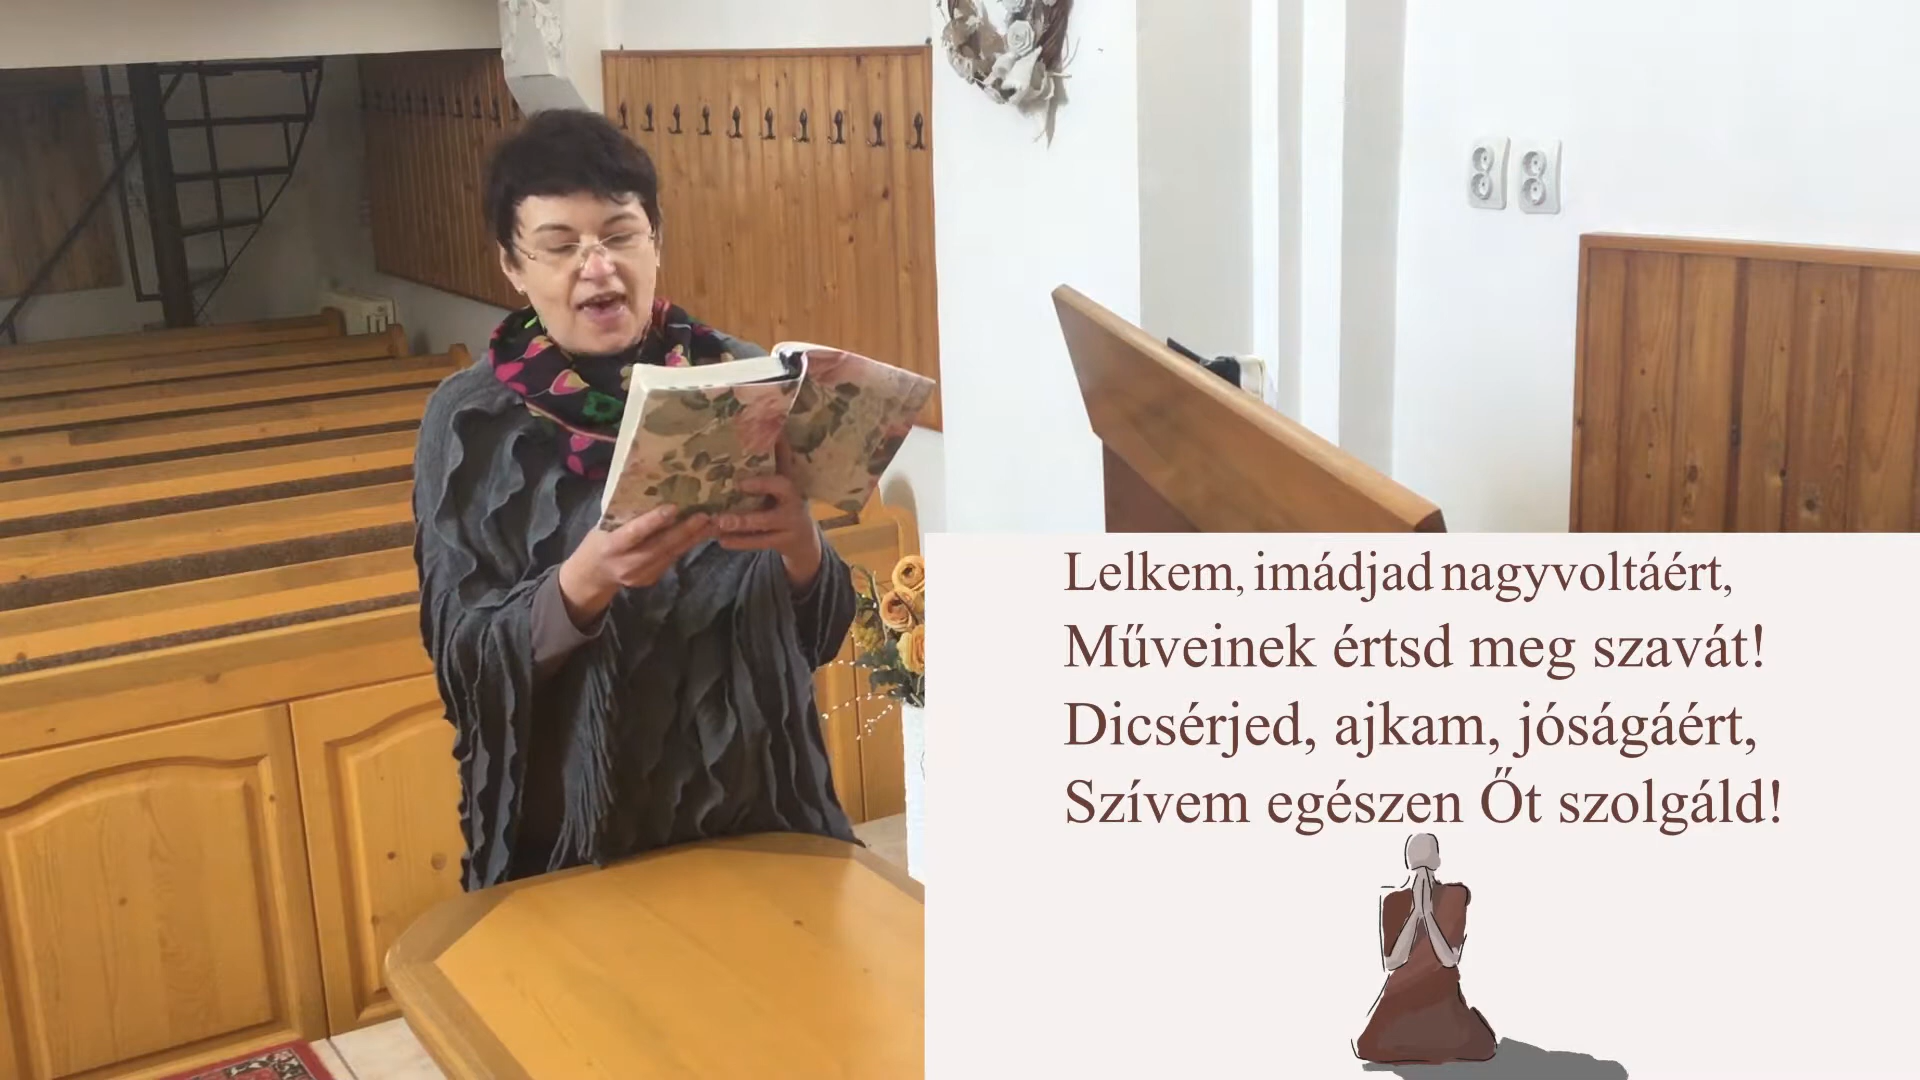 Lelkem, imádjad nagyvoltáért,
Műveinek értsd meg szavát!
Dicsérjed, ajkam, jóságáért,
Szívem egészen Őt szolgáld!